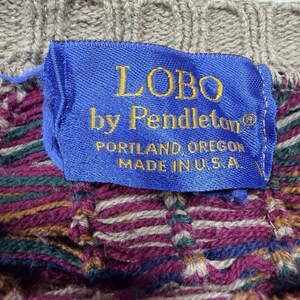 LOBO
by Pendleton®
PORTLAND, OREGON
MADE IN U.S.A.